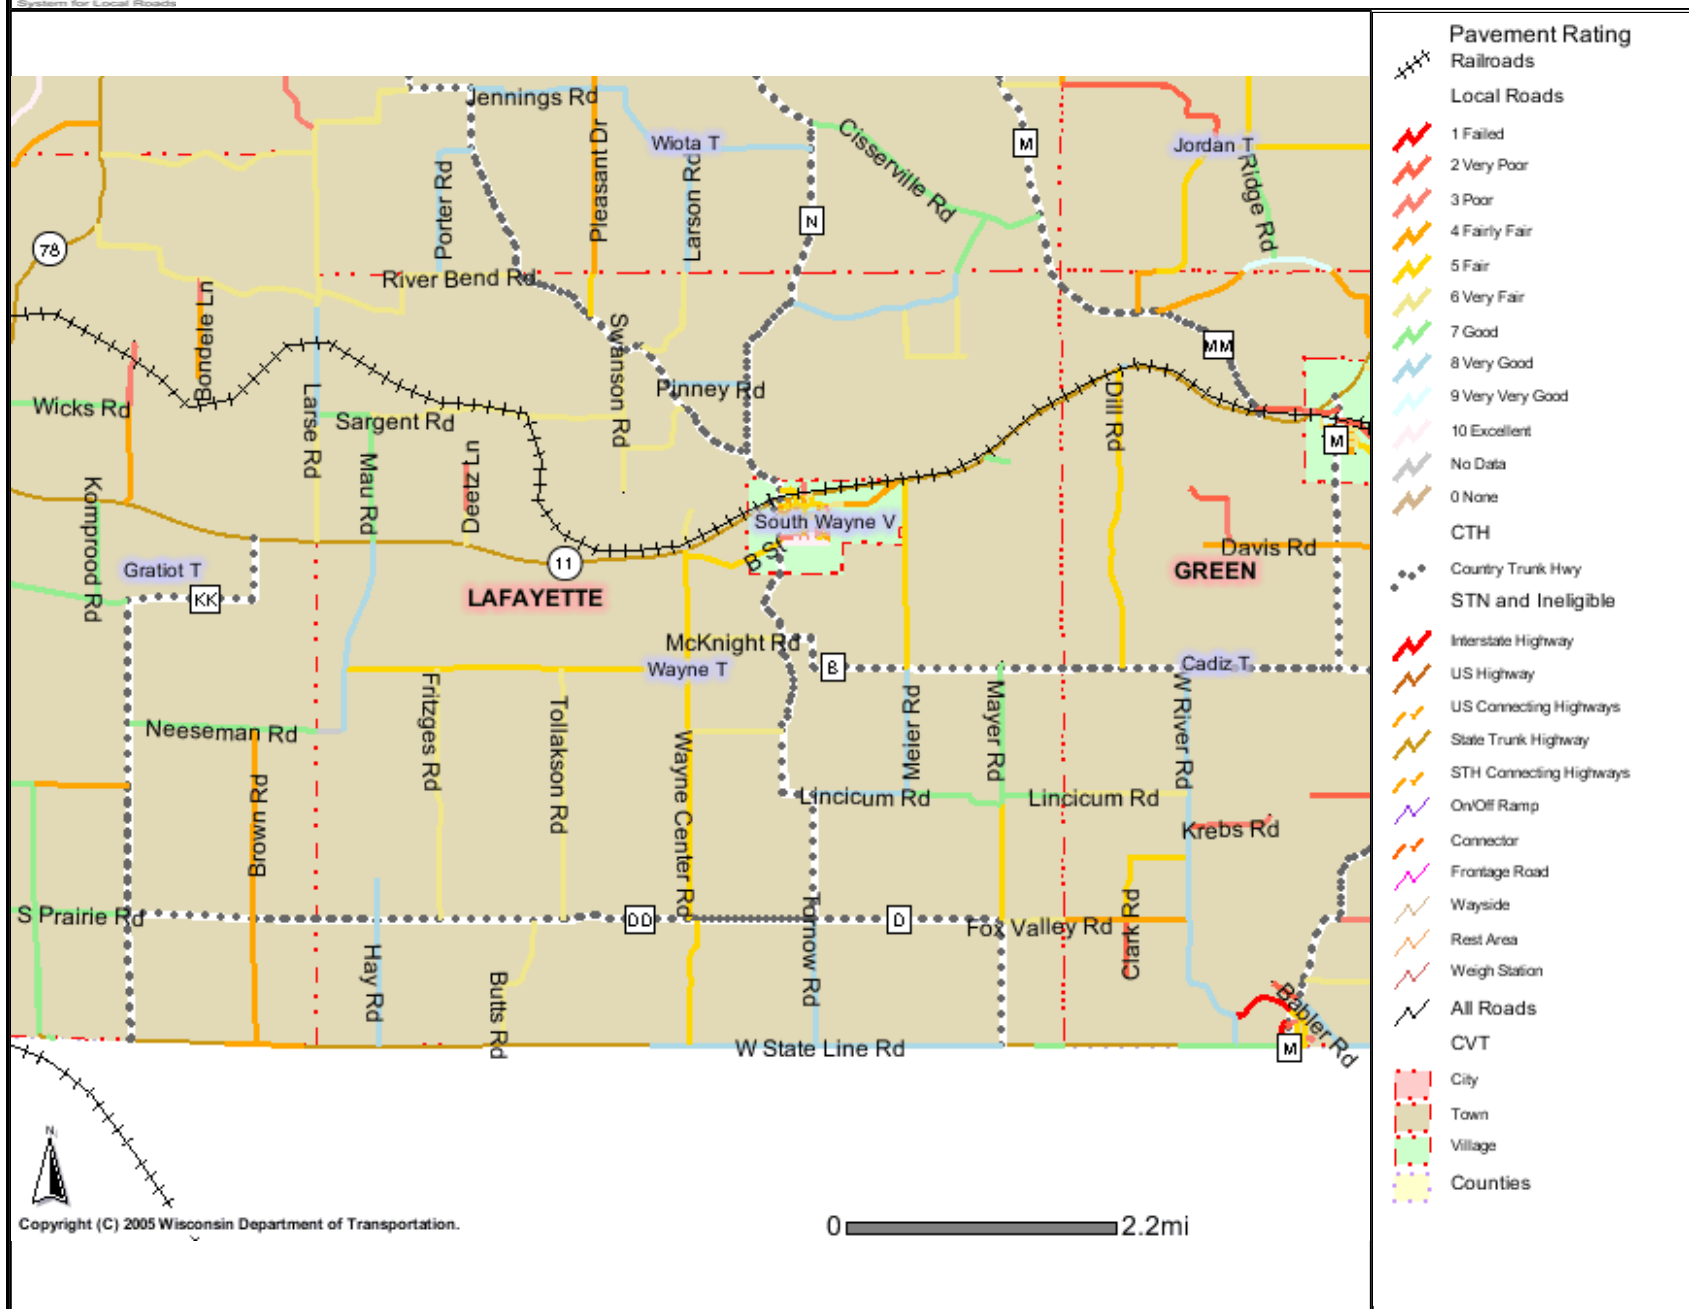 System for Local Roads
Jennings Rd
Wiota T
Cisserville Rd
M
Jordan T
Pleasant Dr
Larson Rd
Porter Rd
Ridge Rd
N
78
River Bend Rd
Bondele Ln
Swanson Rd
MM
Wicks Rd
Larse Rd
Sargent Rd
Pinney Rd
Dill Rd
M
Komprood Rd
Mau Rd
Deetz Ln
South Wayne V
B St
Gratiot T
11
Davis Rd
GREEN
KK
LAFAYETTE
McKnight Rd
Wayne T
B
Cadiz T
Neeseman Rd
Fritzges Rd
Tollakson Rd
Wayne Center Rd
Meier Rd
Mayer Rd
W River Rd
Brown Rd
Lincicum Rd
Lincicum Rd
Krebs Rd
S Prairie Rd
DD
D
Fox Valley Rd
Clark Rd
Hay Rd
Butts Rd
Tornow Rd
Babler Rd
W State Line Rd
M
N
Copyright (C) 2005 Wisconsin Department of Transportation.
0
2.2mi
Pavement Rating
Railroads
Local Roads
1 Failed
2 Very Poor
3 Poor
4 Fairly Fair
5 Fair
6 Very Fair
7 Good
8 Very Good
9 Very Very Good
10 Excellent
No Data
0 None
CTH
Country Trunk Hwy
STN and Ineligible
Interstate Highway
US Highway
US Connecting Highways
State Trunk Highway
STH Connecting Highways
On/Off Ramp
Connector
Frontage Road
Wayside
Rest Area
Weigh Station
All Roads
CVT
City
Town
Village
Counties